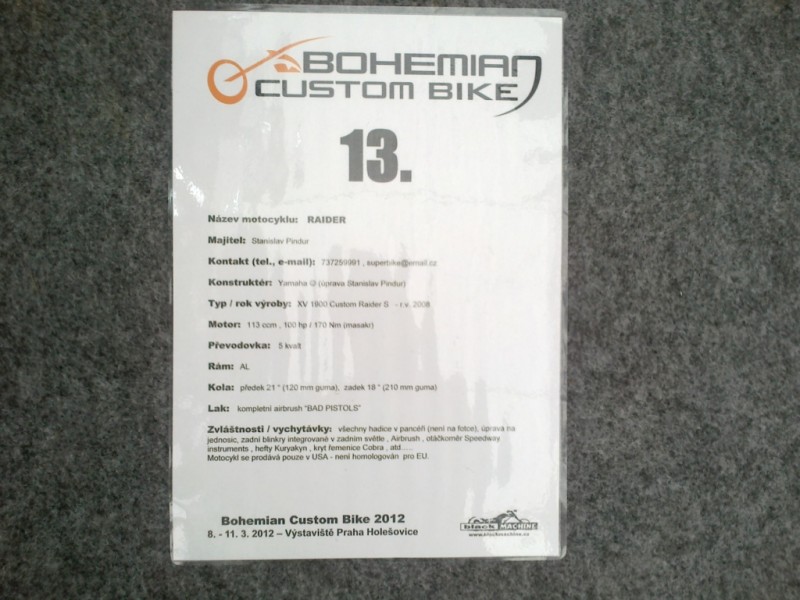 BOHEMIAN
CUSTOM BIKE
13.
Název motocyklu: RAIDER
Majitel: Stanislav Pindur
Kontakt (tel., e-mail): 737259991 , superbike@email.cz
Konstruktér: Yamaha © (úprava Stanislav Pindur)
Typ / rok výroby: XV 1900 Custom Raider S - r.v. 2008
Motor: 113 ccm , 100 hp / 170 Nm (masakr)
Převodovka: 5 kvalt
Rám: AL
Kola: předek 21 " (120 mm guma), zadek 18 " (210 mm guma)
Lak: kompletní airbrush "BAD PISTOLS"
Zvláštnosti / vychytávky: všechny hadice v pancéři (není na fotce), úprava na
jednosic, zadní blinkry integrované v zadním světle , Airbrush , otáčkoměr Speedway
instruments , hefty Kuryakyn , kryt řemenice Cobra , atd.....
Motocykl se prodává pouze v USA - není homologován pro EU.
Bohemian Custom Bike 2012
8. - 11. 3. 2012 – Výstaviště Praha Holešovice
black MACHINE
www.blackmachine.cz